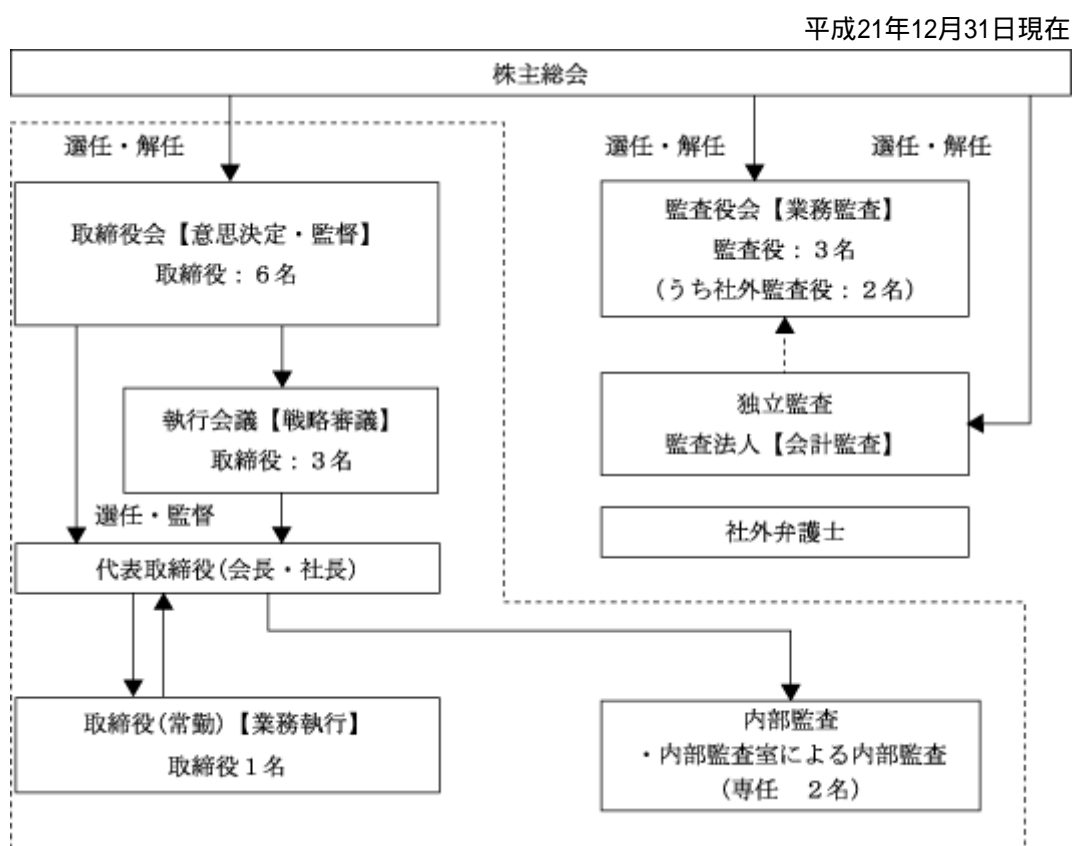 平成21年12月31日現在
株主総会
選任・解任
選任・解任
選任・解任
取締役会【意思決定・監督】
取締役：６名
監査役会【業務監査】
監査役：３名
(うち社外監査役：２名)
執行会議【戦略審議】
取締役：３名
独立監査
監査法人【会計監査】
選任・監督
社外弁護士
代表取締役(会長・社長)
取締役(常勤)【業務執行】
取締役１名
内部監査
・内部監査室による内部監査
(専任　２名)